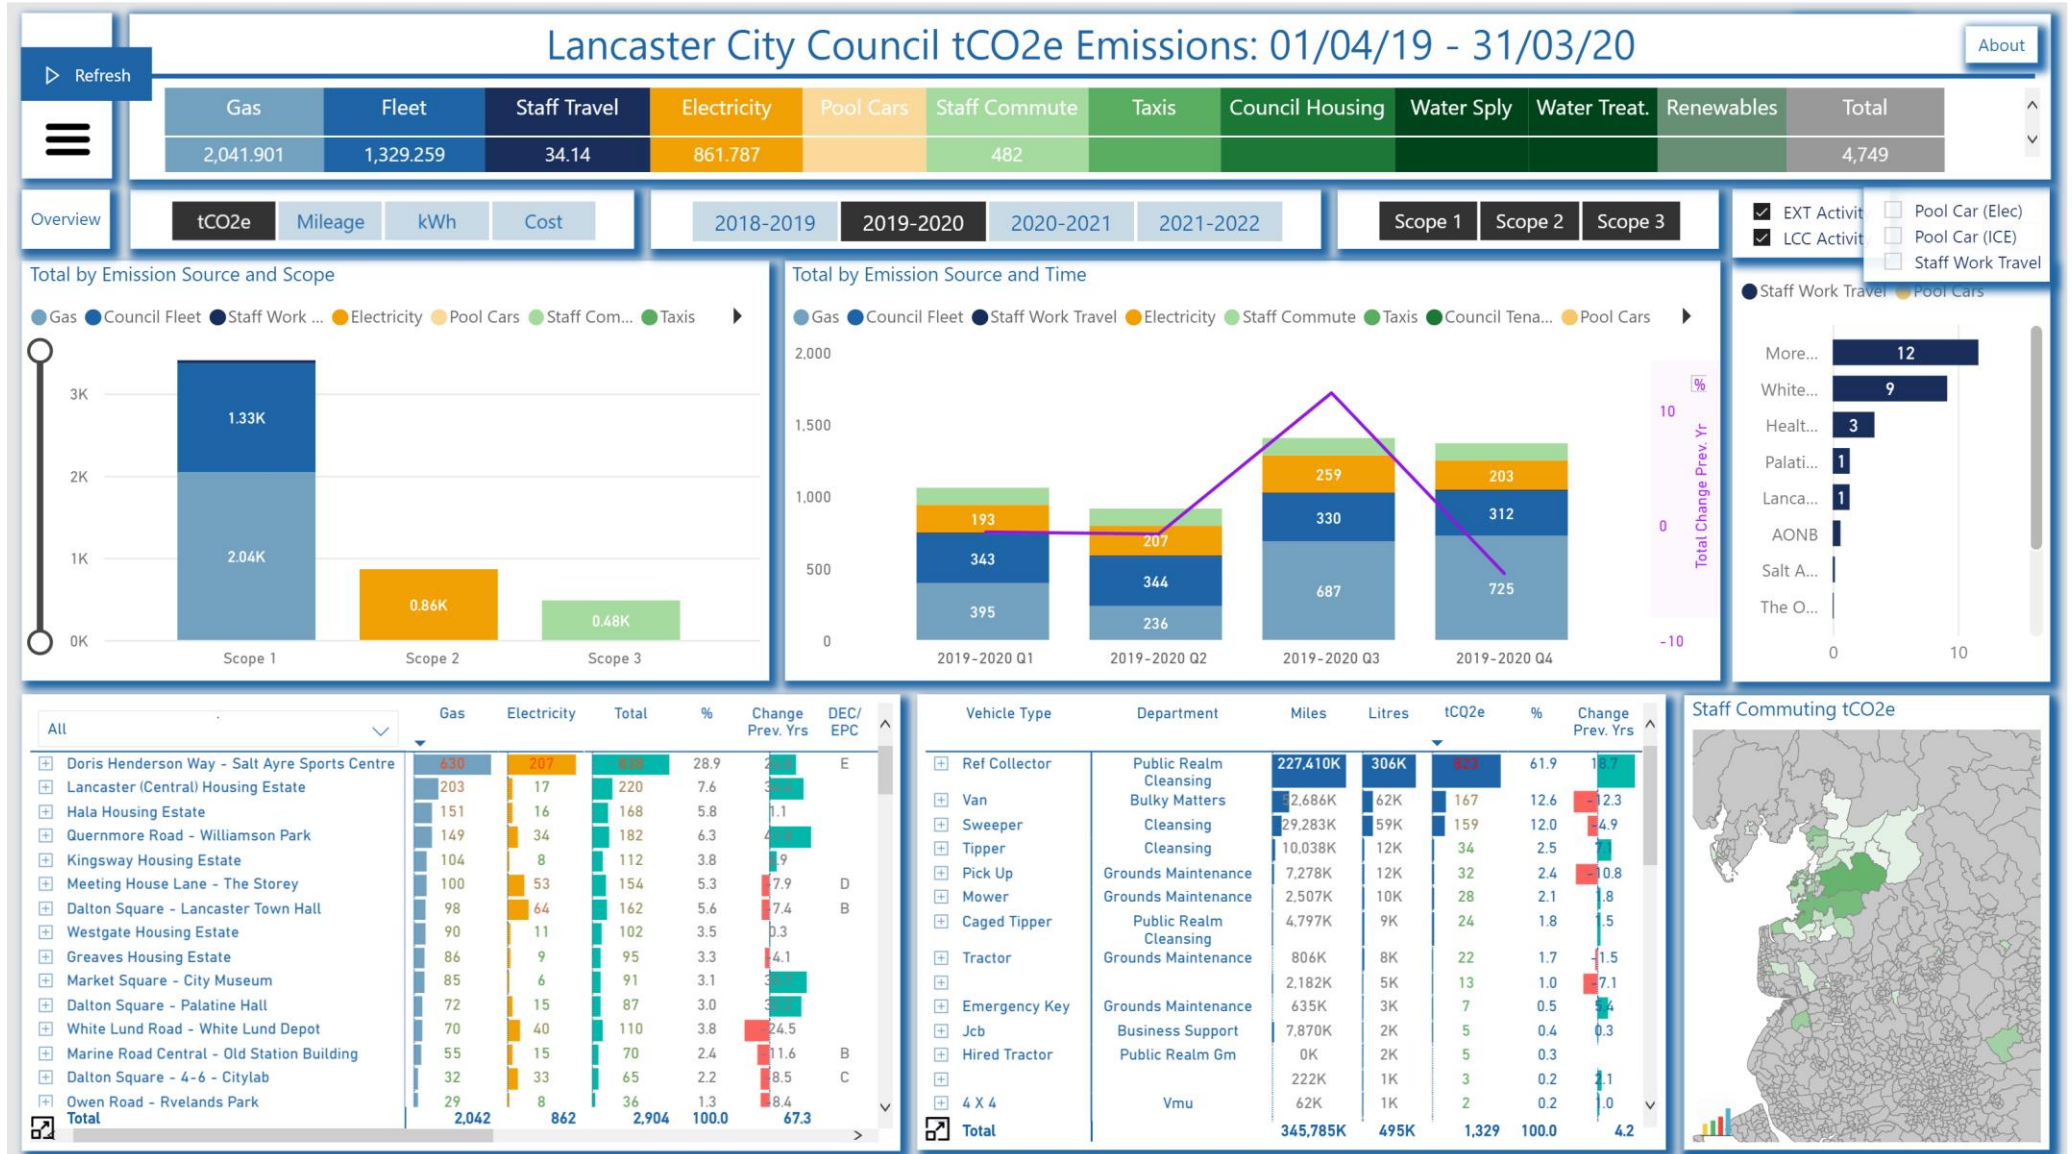 Lancaster City Council tCO2e Emissions: 01/04/19 - 31/03/20
About
Refresh
Gas Fleet Staff Travel Electricity Pool Cars Staff Commute Taxis Council Housing Water Sply Water Treat. Renewables Total
2,041.901 1,329.259 34.14 861.787 482 4,749
Overview
tCO2e Mileage kWh Cost
2018-2019 2019-2020 2020-2021 2021-2022
Scope 1 Scope 2 Scope 3
EXT Activit
LCC Activit
Pool Car (Elec)
Pool Car (ICE)
Staff Work Travel
Total by Emission Source and Scope
Gas Council Fleet Staff Work ... Electricity Pool Cars Staff Com... Taxis
3K
2K
1K
0K
1.33K
2.04K
0.86K
0.48K
Scope 1 Scope 2 Scope 3
Total by Emission Source and Time
Gas Council Fleet Staff Work Travel Electricity Staff Commute Taxis Council Tena... Pool Cars
2,000
1,500
1,000
500
0
193
343
395
207
344
236
259
330
687
203
312
725
2019-2020 Q1 2019-2020 Q2 2019-2020 Q3 2019-2020 Q4
%
10
0
-10
Total Change Prev. Yr
Staff Work Travel Pool Cars
More... 12
White... 9
Healt... 3
Palati... 1
Lanca... 1
AONB
Salt A...
The O...
0 10
All Gas Electricity Total % Change Prev. Yrs DEC/ EPC
Doris Henderson Way - Salt Ayre Sports Centre 630 207 838 28.9 E
Lancaster (Central) Housing Estate 203 17 220 7.6
Hala Housing Estate 151 16 168 5.8 1.1
Quernmore Road - Williamson Park 149 34 182 6.3
Kingsway Housing Estate 104 8 112 3.8
Meeting House Lane - The Storey 100 53 154 5.3 -7.9 D
Dalton Square - Lancaster Town Hall 98 64 162 5.6 -7.4 B
Westgate Housing Estate 90 11 102 3.5 0.3
Greaves Housing Estate 86 9 95 3.3 -4.1
Market Square - City Museum 85 6 91 3.1
Dalton Square - Palatine Hall 72 15 87 3.0
White Lund Road - White Lund Depot 70 40 110 3.8 -24.5
Marine Road Central - Old Station Building 55 15 70 2.4 -11.6 B
Dalton Square - 4-6 - Citylab 32 33 65 2.2 -8.5 C
Owen Road - Rvelands Park 29 8 36 1.3 -8.4
Total 2,042 862 2,904 100.0 67.3
Vehicle Type Department Miles Litres tCO2e % Change Prev. Yrs
Ref Collector Public Realm Cleansing 227,410K 306K 823 61.9 18.7
Van Bulky Matters 52,686K 62K 167 12.6 -12.3
Sweeper Cleansing 29,283K 59K 159 12.0 -4.9
Tipper Cleansing 10,038K 12K 34 2.5 7.1
Pick Up Grounds Maintenance 7,278K 12K 32 2.4 -10.8
Mower Grounds Maintenance 2,507K 10K 28 2.1 1.8
Caged Tipper Public Realm Cleansing 4,797K 9K 24 1.8 1.5
Tractor Grounds Maintenance 806K 8K 22 1.7 -1.5
2,182K 5K 13 1.0 -7.1
Emergency Key Grounds Maintenance 635K 3K 7 0.5 5.4
Jcb Business Support 7,870K 2K 5 0.4 0.3
Hired Tractor Public Realm Gm 0K 2K 5 0.3
222K 1K 3 0.2 2.1
4 X 4 Vmu 62K 1K 2 0.2 1.0
Total 345,785K 495K 1,329 100.0 4.2
Staff Commuting tCO2e